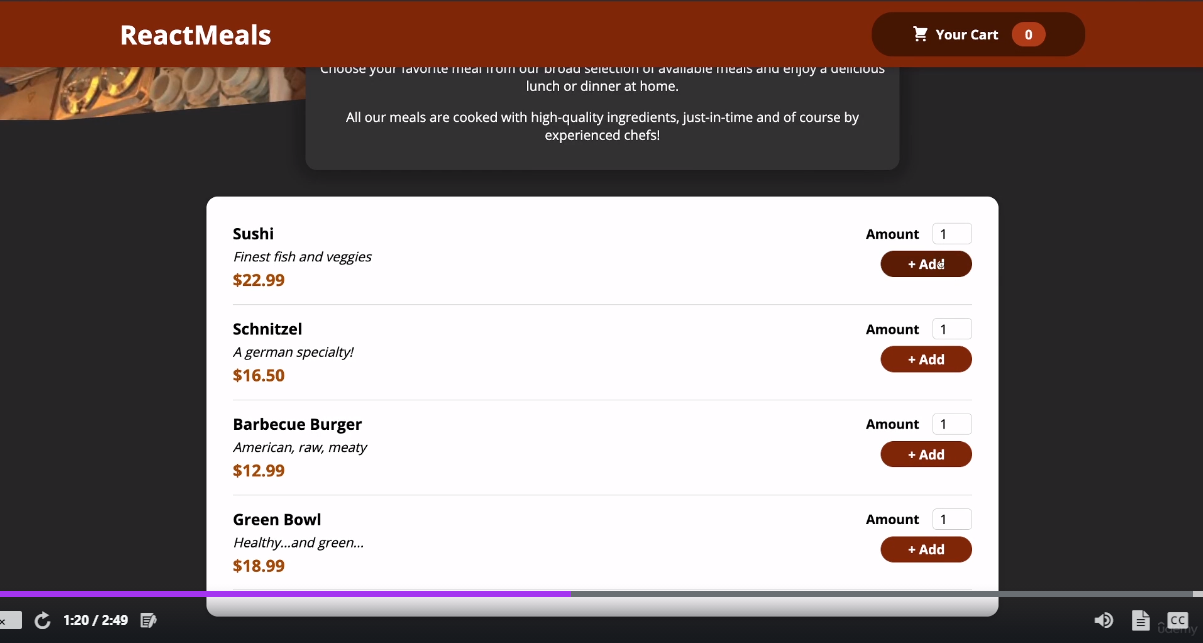 ReactMeals
Your Cart 0
Choose your favorite meal from our broad selection of available meals and enjoy a delicious
lunch or dinner at home.
All our meals are cooked with high-quality ingredients, just-in-time and of course by
experienced chefs!
Sushi
Finest fish and veggies
$22.99
Amount 1
+ Add
Schnitzel
A german specialty!
$16.50
Amount 1
+ Add
Barbecue Burger
American, raw, meaty
$12.99
Amount 1
+ Add
Green Bowl
Healthy...and green...
$18.99
Amount 1
+ Add
x
1:20 / 2:49
CC
ûdemy